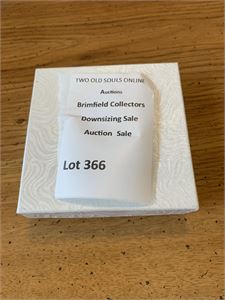 TWO OLD SOULS ONLINE
Auctions
Brimfield Collectors
Downsizing Sale
Auction Sale
Lot 366